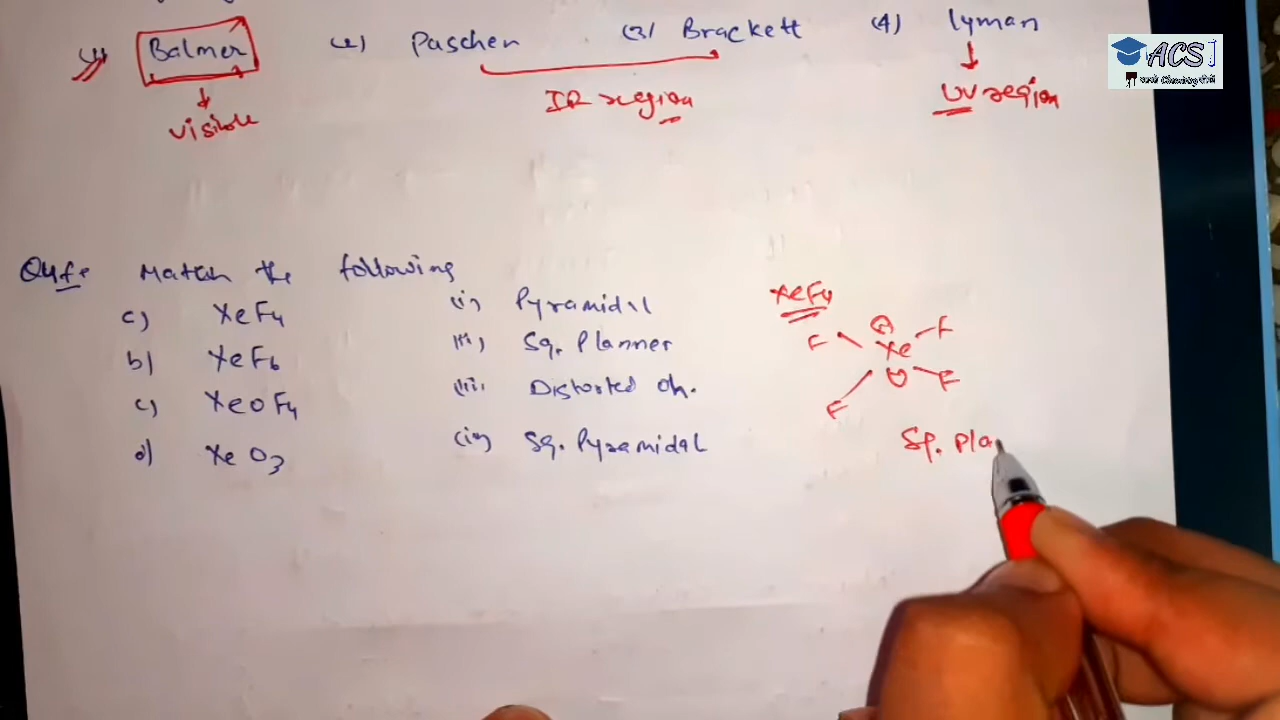 (1) Balmer (2) Paschen (3) Brackett (4) lyman
visible IR region UV region
ACS
Match the following
c) XeF4 (i) Pyramidal
b) XeF6 (ii) Sq. Planner
c) XeOF4 (iii) Distorted oh.
d) XeO3 (iv) Sq. Pyramidal
XeF4
F Xe F
F F
Sq. pla